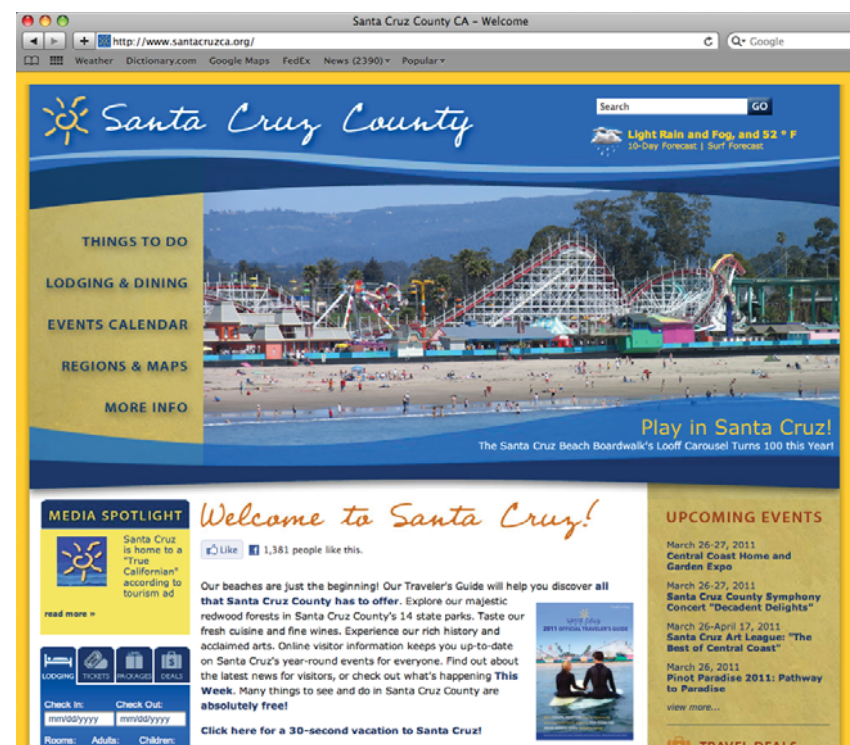 Santa Cruz County CA – Welcome
http://www.santacruzca.org/
Google
Weather Dictionary.com Google Maps FedEx News (2390) Popular
Santa Cruz County
Search GO
Light Rain and Fog, and 52 ° F
10-Day Forecast | Surf Forecast
THINGS TO DO
LODGING & DINING
EVENTS CALENDAR
REGIONS & MAPS
MORE INFO
Play in Santa Cruz!
The Santa Cruz Beach Boardwalk's Looff Carousel Turns 100 this Year!
MEDIA SPOTLIGHT
Santa Cruz
is home to a
"True
Californian"
according to
tourism ad
read more »
LODGING TICKETS PACKAGES DEALS
Check In: Check Out:
mm/dd/yyyy mm/dd/yyyy
Rooms: Adults: Children:
Welcome to Santa Cruz!
Like 1,381 people like this.
Our beaches are just the beginning! Our Traveler's Guide will help you discover all
that Santa Cruz County has to offer. Explore our majestic
redwood forests in Santa Cruz County's 14 state parks. Taste our
fresh cuisine and fine wines. Experience our rich history and
acclaimed arts. Online visitor information keeps you up-to-date
on Santa Cruz's year-round events for everyone. Find out about
the latest news for visitors, or check out what's happening This
Week. Many things to see and do in Santa Cruz County are
absolutely free!
Click here for a 30-second vacation to Santa Cruz!
Santa Cruz
2011 OFFICIAL TRAVELER'S GUIDE
UPCOMING EVENTS
March 26-27, 2011
Central Coast Home and
Garden Expo
March 26-27, 2011
Santa Cruz County Symphony
Concert "Decadent Delights"
March 26-April 17, 2011
Santa Cruz Art League: "The
Best of Central Coast"
March 26, 2011
Pinot Paradise 2011: Pathway
to Paradise
view more...
TRAVEL DEALS